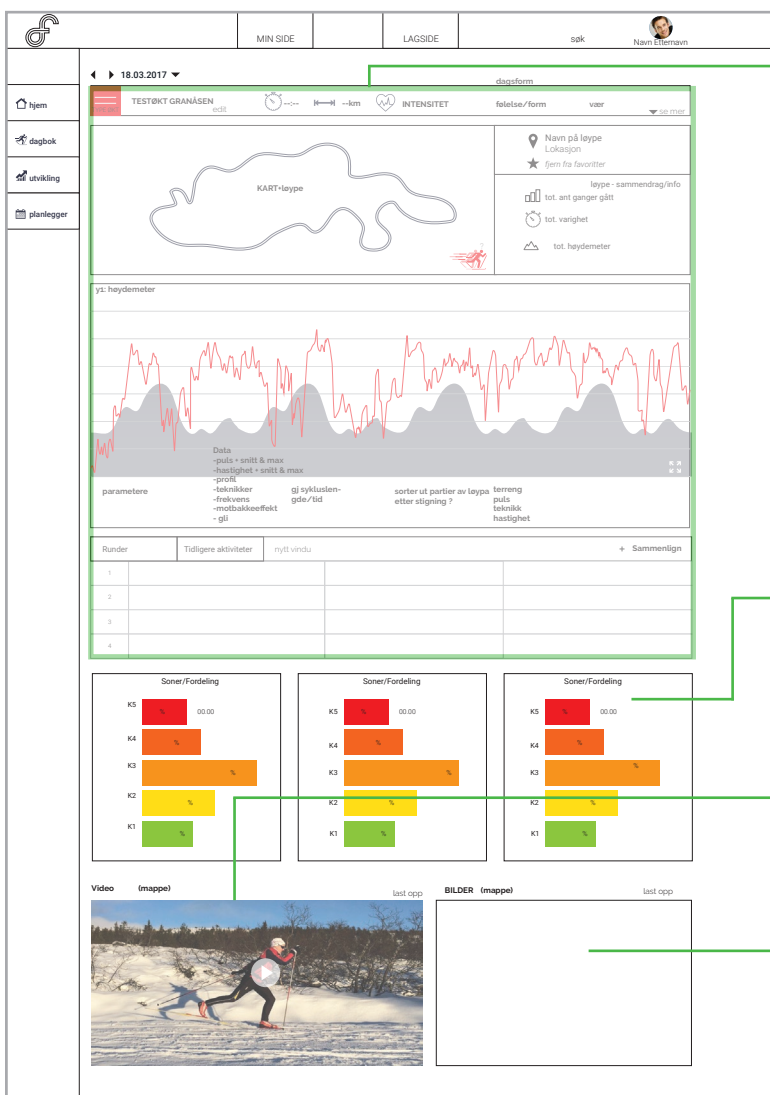 MIN SIDE
LAGSIDE
søk
Navn Etternavn
18.03.2017
hjem
dagbok
utvikling
planlegger
TESTØKT GRANÅSEN
edit
--:--
--km
INTENSITET
dagsform
følelse/form
vær
se mer
KART+løype
Navn på løype
Lokasjon
fjern fra favoritter
løype - sammendrag/info
tot. ant ganger gått
tot. varighet
tot. høydemeter
y1: høydemeter
parametere
Data
-puls + snitt & max
-hastighet + snitt & max
-profil
-teknikker
-frekvens
-motbakkeeffekt
- gli
gj sykluslen-
gde/tid
sorter ut partier av løypa
etter stigning ?
terreng
puls
teknikk
hastighet
Runder
Tidligere aktiviteter
nytt vindu
+ Sammenlign
1
2
3
4
Soner/Fordeling
K5 % 00.00
K4 %
K3 %
K2 %
K1 %
Soner/Fordeling
K5 % 00.00
K4 %
K3 %
K2 %
K1 %
Soner/Fordeling
K5 % 00.00
K4 %
K3 %
K2 %
K1 %
Video (mappe)
last opp
BILDER (mappe)
last opp